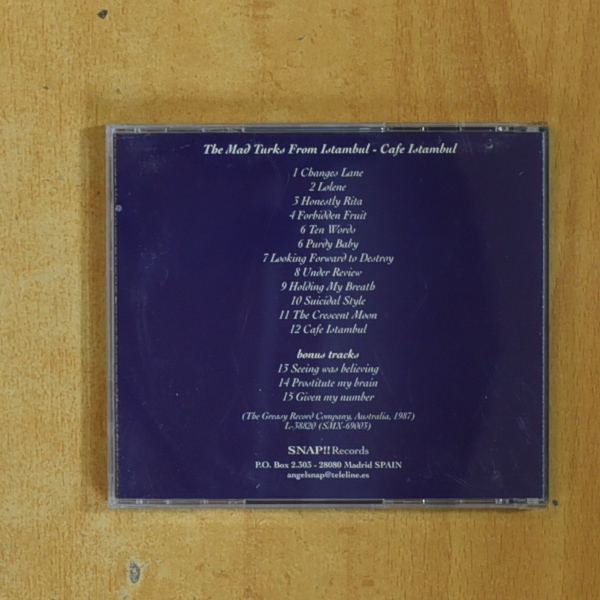 The Mad Turks From Istambul - Cafe Istambul
1 Changes Lane
2 Lolene
3 Honestly Rita
4 Forbidden Fruit
6 Ten Words
6 Purdy Baby
7 Looking Forward to Destroy
8 Under Review
9 Holding My Breath
10 Suicidal Style
11 The Crescent Moon
12 Cafe Istambul
bonus tracks
13 Seeing was believing
14 Prostitute my brain
15 Given my number
(The Greasy Record Company, Australia, 1987)
L-38820 (SMX-69003)
SNAP!! Records
P.O. Box 2.303 - 28080 Madrid SPAIN
angelsnap@teleline.es